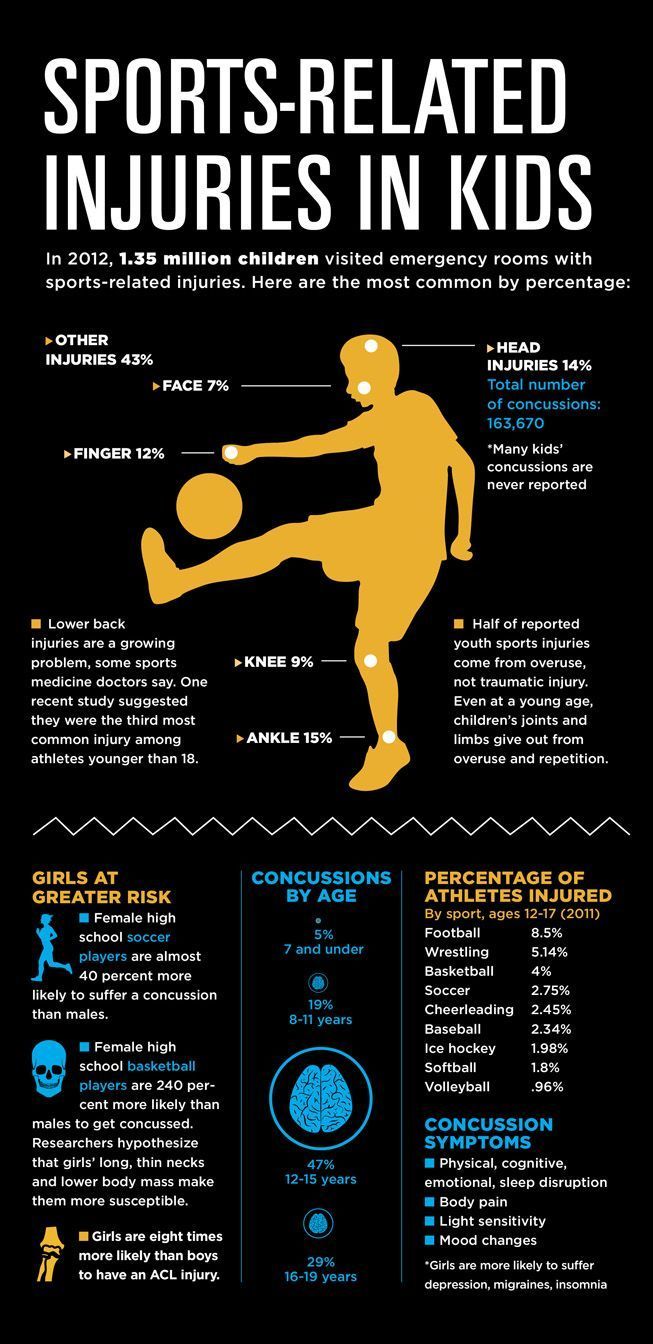 SPORTS-RELATED
INJURIES IN KIDS
In 2012, 1.35 million children visited emergency rooms with
sports-related injuries. Here are the most common by percentage:
▶OTHER
INJURIES 43%
▶FACE 7%
▶FINGER 12%
▶HEAD
INJURIES 14%
Total number
of concussions:
163,670
*Many kids'
concussions are
never reported
■ Lower back
injuries are a growing
problem, some sports
medicine doctors say. One
recent study suggested
they were the third most
common injury among
athletes younger than 18.
▶KNEE 9%
▶ANKLE 15%
■ Half of reported
youth sports injuries
come from overuse,
not traumatic injury.
Even at a young age,
children's joints and
limbs give out from
overuse and repetition.
GIRLS AT
GREATER RISK
■ Female high
school soccer
players are almost
40 percent more
likely to suffer a concussion
than males.
■ Female high
school basketball
players are 240 per-
cent more likely than
males to get concussed.
Researchers hypothesize
that girls' long, thin necks
and lower body mass make
them more susceptible.
■ Girls are eight times
more likely than boys
to have an ACL injury.
CONCUSSIONS
BY AGE
5%
7 and under
19%
8-11 years
47%
12-15 years
29%
16-19 years
PERCENTAGE OF
ATHLETES INJURED
By sport, ages 12-17 (2011)
Football 8.5%
Wrestling 5.14%
Basketball 4%
Soccer 2.75%
Cheerleading 2.45%
Baseball 2.34%
Ice hockey 1.98%
Softball 1.8%
Volleyball .96%
CONCUSSION
SYMPTOMS
■ Physical, cognitive,
emotional, sleep disruption
■ Body pain
■ Light sensitivity
■ Mood changes
*Girls are more likely to suffer
depression, migraines, insomnia